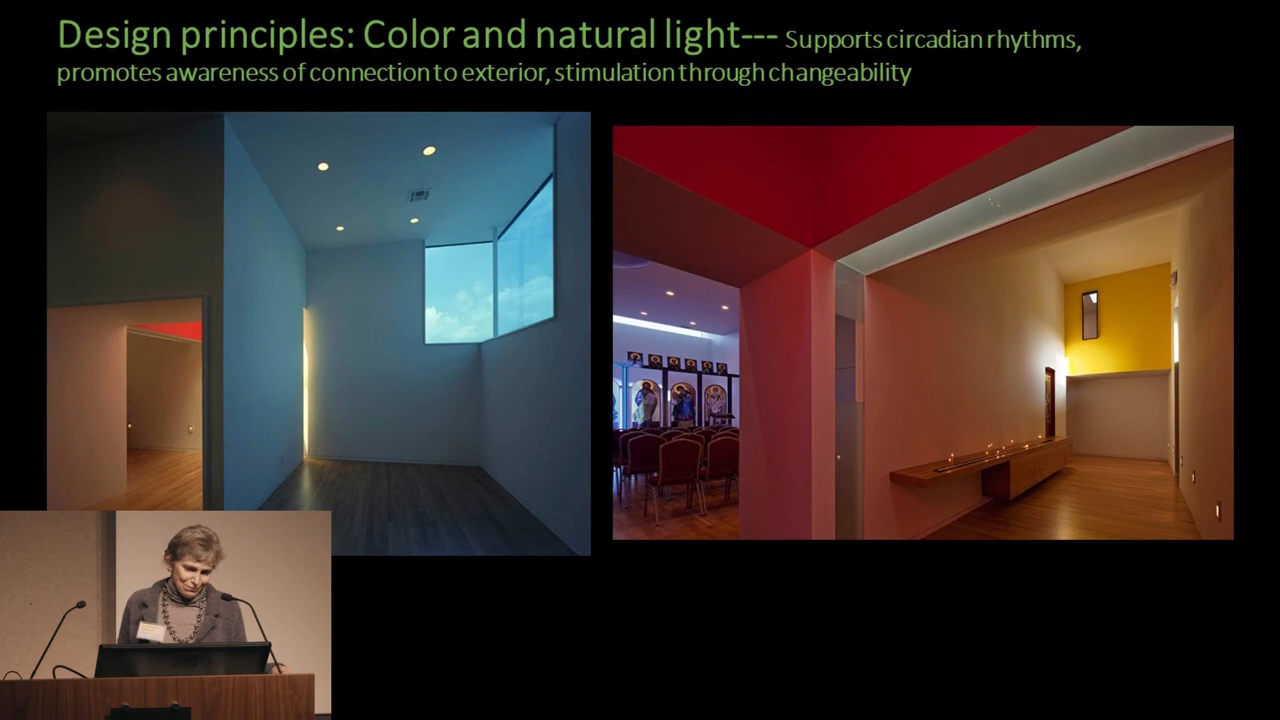 Design principles: Color and natural light--- Supports circadian rhythms,
promotes awareness of connection to exterior, stimulation through changeability